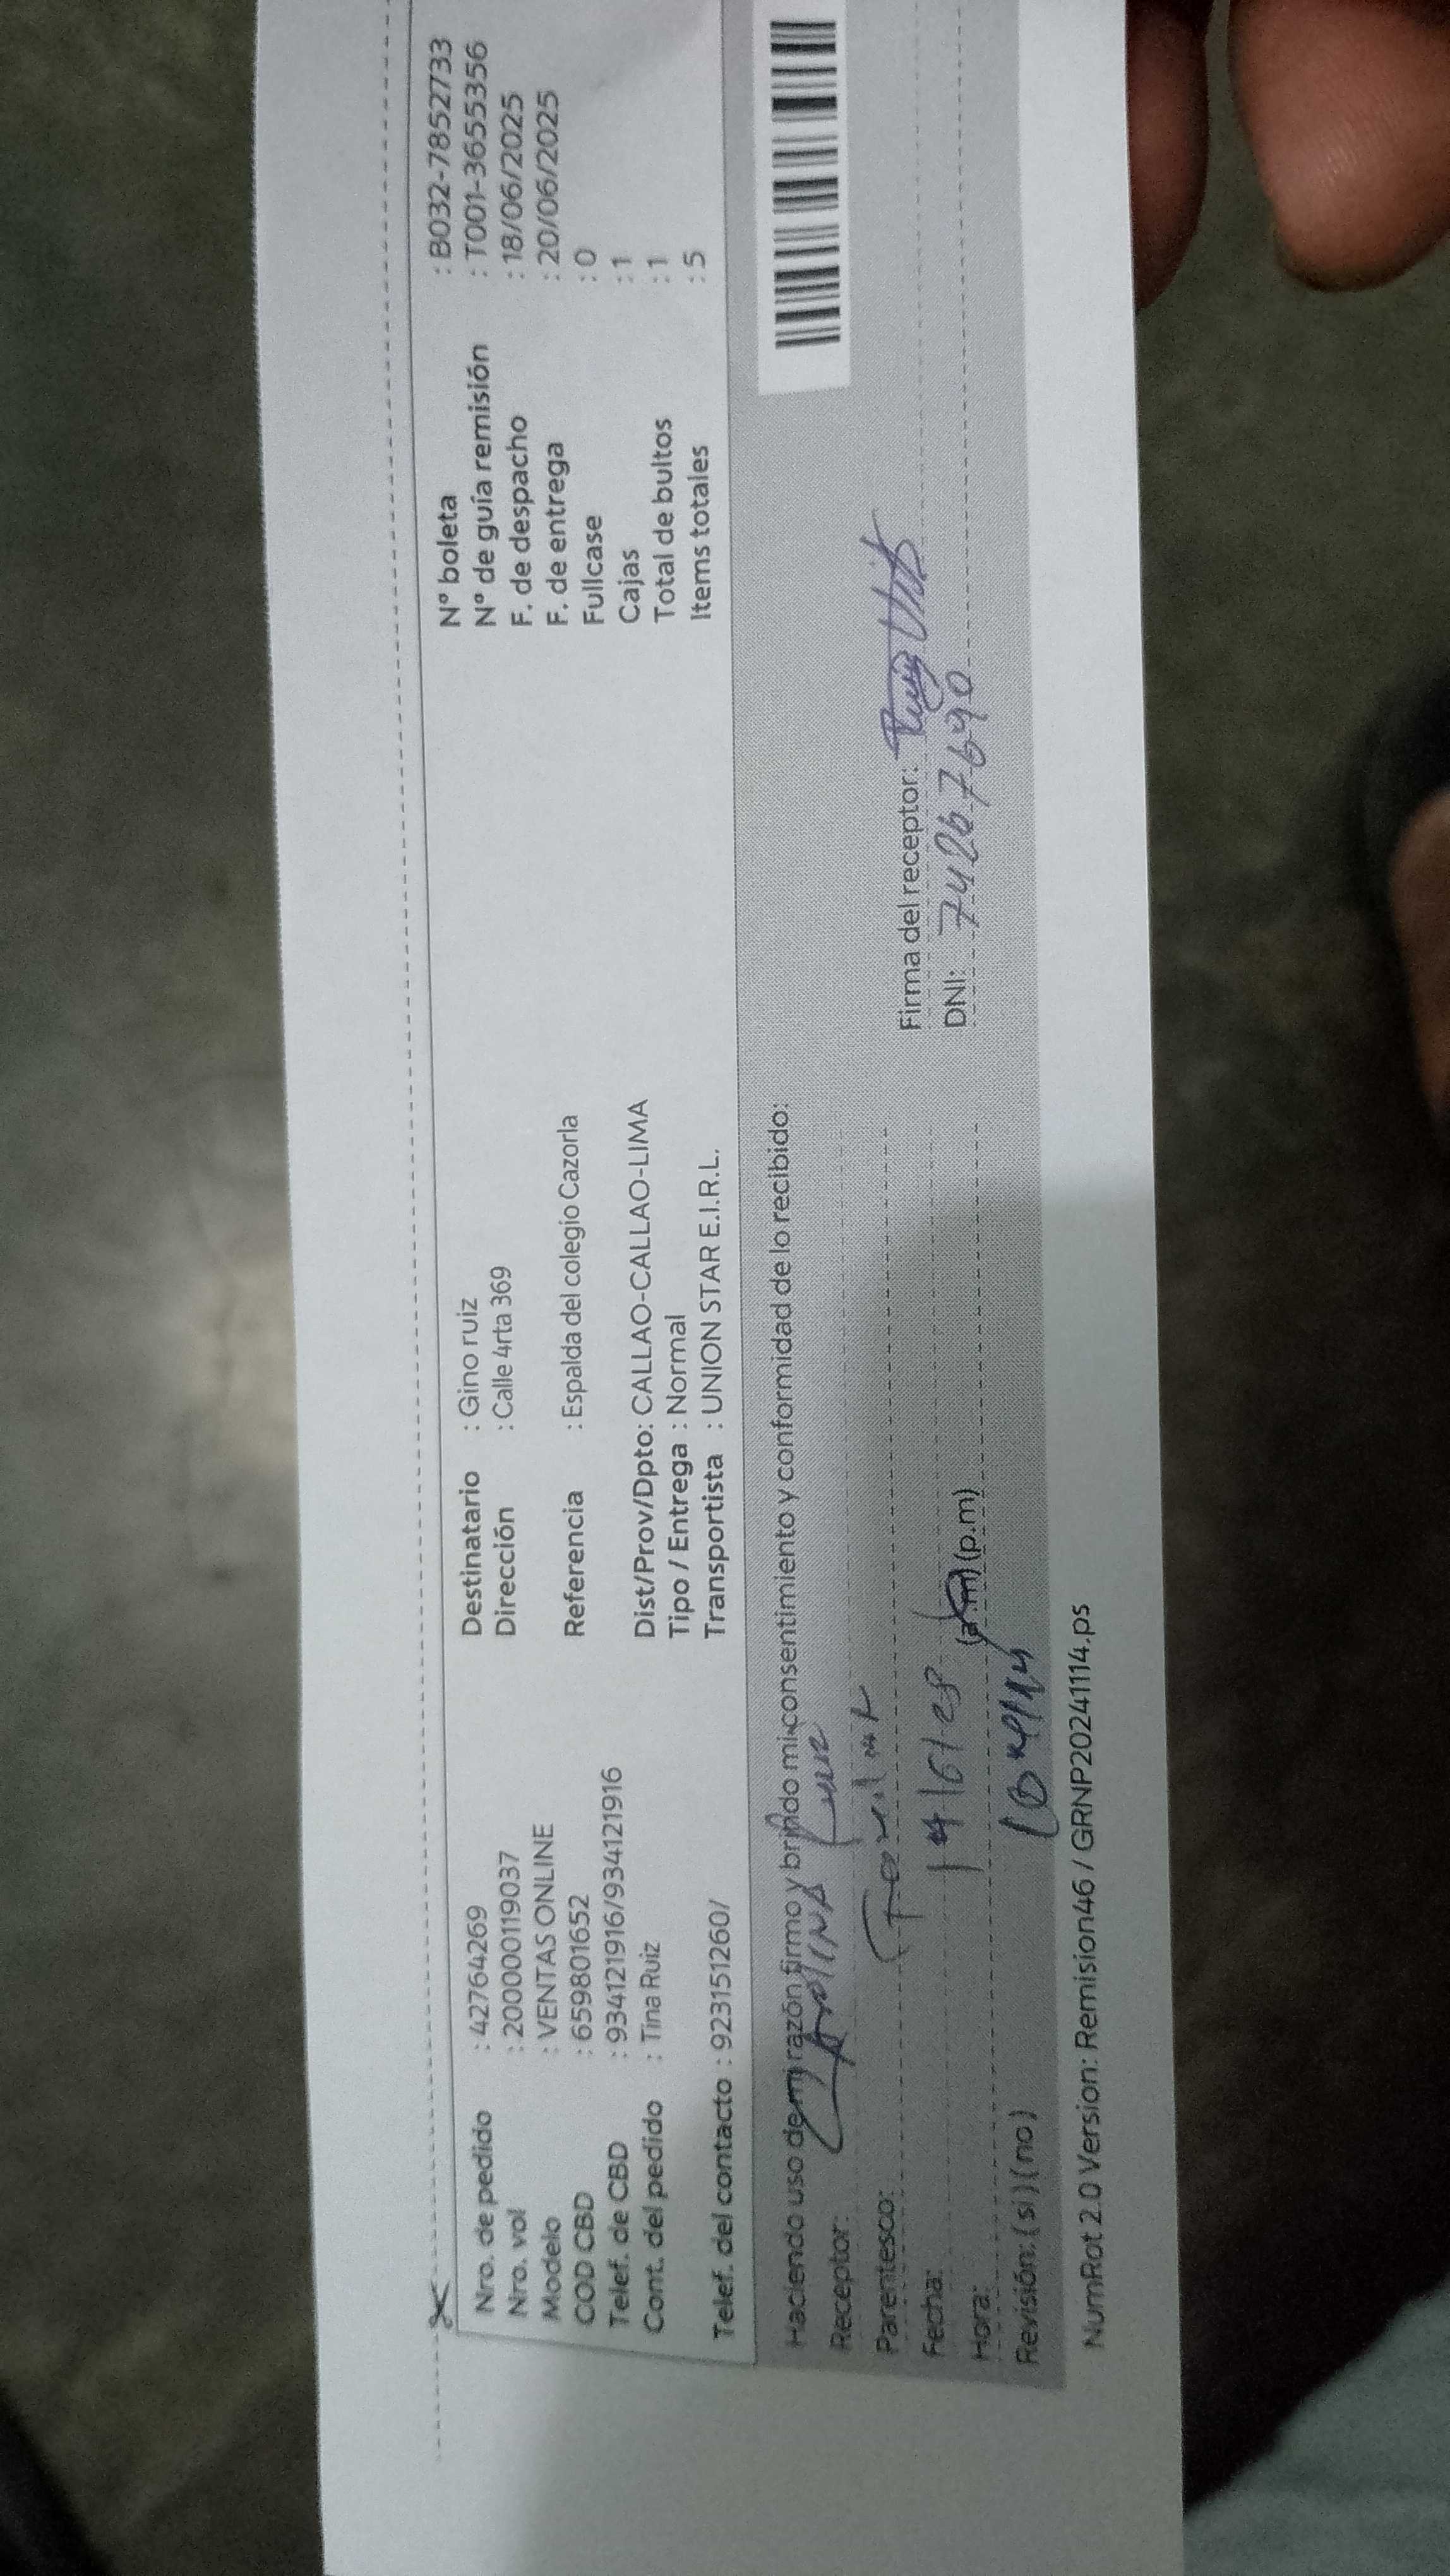 Nro. de pedido : 42764269
Nro. vol : 200000119037
Modelo : VENTAS ONLINE
COD CBD : 659801652
Telef. de CBD : 934121916/934121916
Cont. del pedido : Tina Ruiz
Telef. del contacto : 923151260/
Destinatario : Gino ruiz
Dirección : Calle 4rta 369
Referencia : Espalda del colegio Cazorla
Dist/Prov/Dpto: CALLAO-CALLAO-LIMA
Tipo / Entrega : Normal
Transportista : UNION STAR E.I.R.L.
N° boleta : B032-7852733
N° de guía remisión : T001-3655356
F. de despacho : 18/06/2025
F. de entrega : 20/06/2025
Fullcase : 0
Cajas : 1
Total de bultos : 1
Items totales : 5
Haciendo uso de mi razón firmo y brindo mi consentimiento y conformidad de lo recibido:
Receptor:
Parentesco:
Fecha:
Hora: (a.m) (p.m)
Revisión: (si) (no)
Firma del receptor:
DNI: 74267690
NumRot 2.0 Version: Remision46 / GRNP20241114.ps